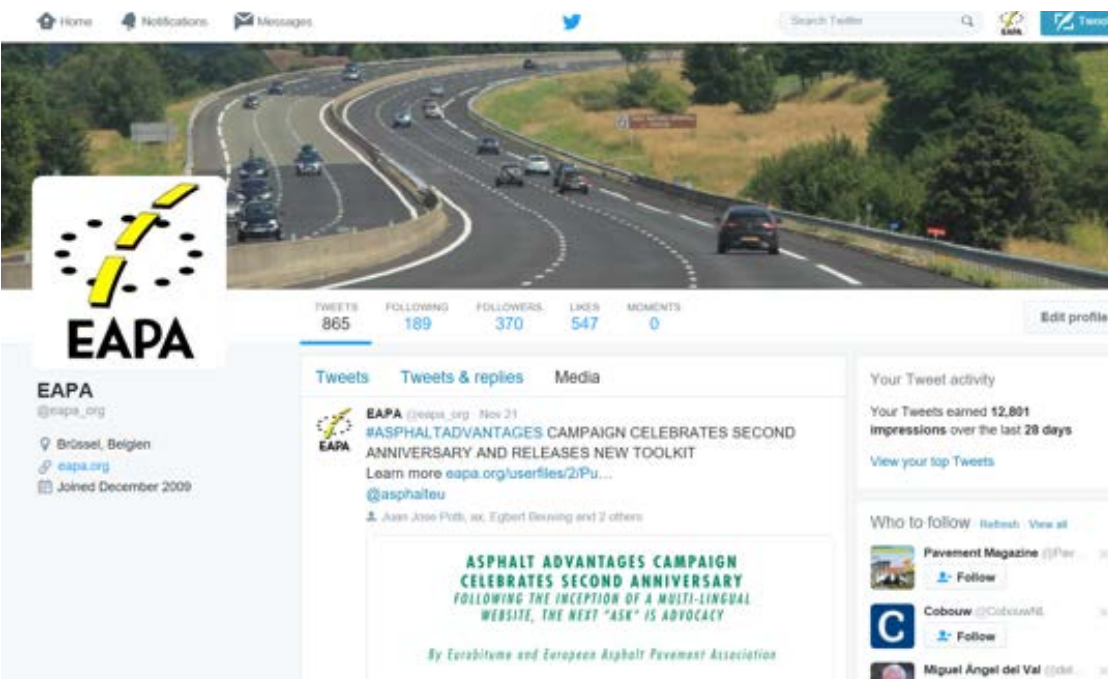 Home Notifications Messages Search Twitter EAPA Tweet
EAPA
TWEETS FOLLOWING FOLLOWERS LIKES MOMENTS
865 189 370 547 0
Edit profile
EAPA
@eapa_org
Brüssel, Belgien
eapa.org
Joined December 2009
Tweets Tweets & replies Media
EAPA @eapa_org · Nov 21
EAPA
#ASPHALTADVANTAGES CAMPAIGN CELEBRATES SECOND
ANNIVERSARY AND RELEASES NEW TOOLKIT
Learn more eapa.org/userfiles/2/Pu…
@asphalteu
Juan Jose Potti, ax, Egbert Beuving and 2 others
ASPHALT ADVANTAGES CAMPAIGN
CELEBRATES SECOND ANNIVERSARY
FOLLOWING THE INCEPTION OF A MULTI-LINGUAL
WEBSITE, THE NEXT "ASK" IS ADVOCACY
By Eurobitume and European Asphalt Pavement Association
Your Tweet activity
Your Tweets earned 12,801
impressions over the last 28 days
View your top Tweets
Who to follow · Refresh · View all
Pavement Magazine @Pav...
Follow
C
Cobouw @CobouwNL
Follow
Miguel Ángel del Val